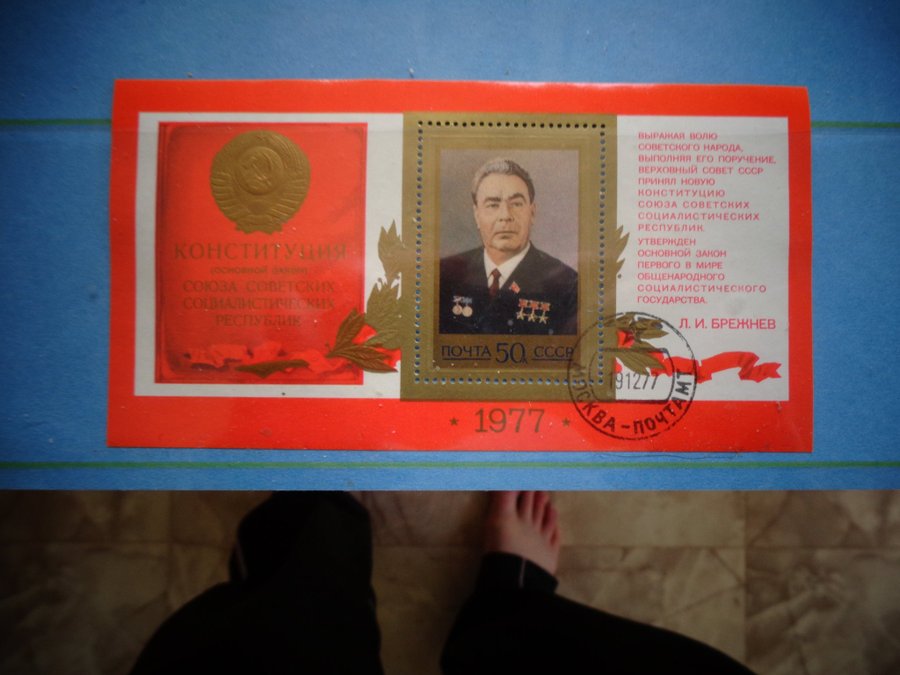 КОНСТИТУЦИЯ
(ОСНОВНОЙ ЗАКОН)
СОЮЗА СОВЕТСКИХ
СОЦИАЛИСТИЧЕСКИХ
РЕСПУБЛИК
ПОЧТА 50К СССР
* 1977 *
ВЫРАЖАЯ ВОЛЮ
СОВЕТСКОГО НАРОДА,
ВЫПОЛНЯЯ ЕГО ПОРУЧЕНИЕ,
ВЕРХОВНЫЙ СОВЕТ СССР
ПРИНЯЛ НОВУЮ
КОНСТИТУЦИЮ
СОЮЗА СОВЕТСКИХ
СОЦИАЛИСТИЧЕСКИХ
РЕСПУБЛИК.
УТВЕРЖДЕН
ОСНОВНОЙ ЗАКОН
ПЕРВОГО В МИРЕ
ОБЩЕНАРОДНОГО
СОЦИАЛИСТИЧЕСКОГО
ГОСУДАРСТВА.
Л. И. БРЕЖНЕВ
191277
МОСКВА-ПОЧТАМТ